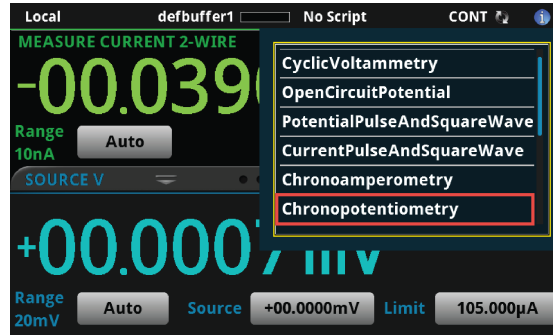 Local defbuffer1 No Script CONT
MEASURE CURRENT 2-WIRE
-00.039
Range Auto
10nA
CyclicVoltammetry
OpenCircuitPotential
PotentialPulseAndSquareWave
CurrentPulseAndSquareWave
Chronoamperometry
Chronopotentiometry
SOURCE V
+00.0007 mV
Range Auto Source +00.0000mV Limit 105.000µA
20mV